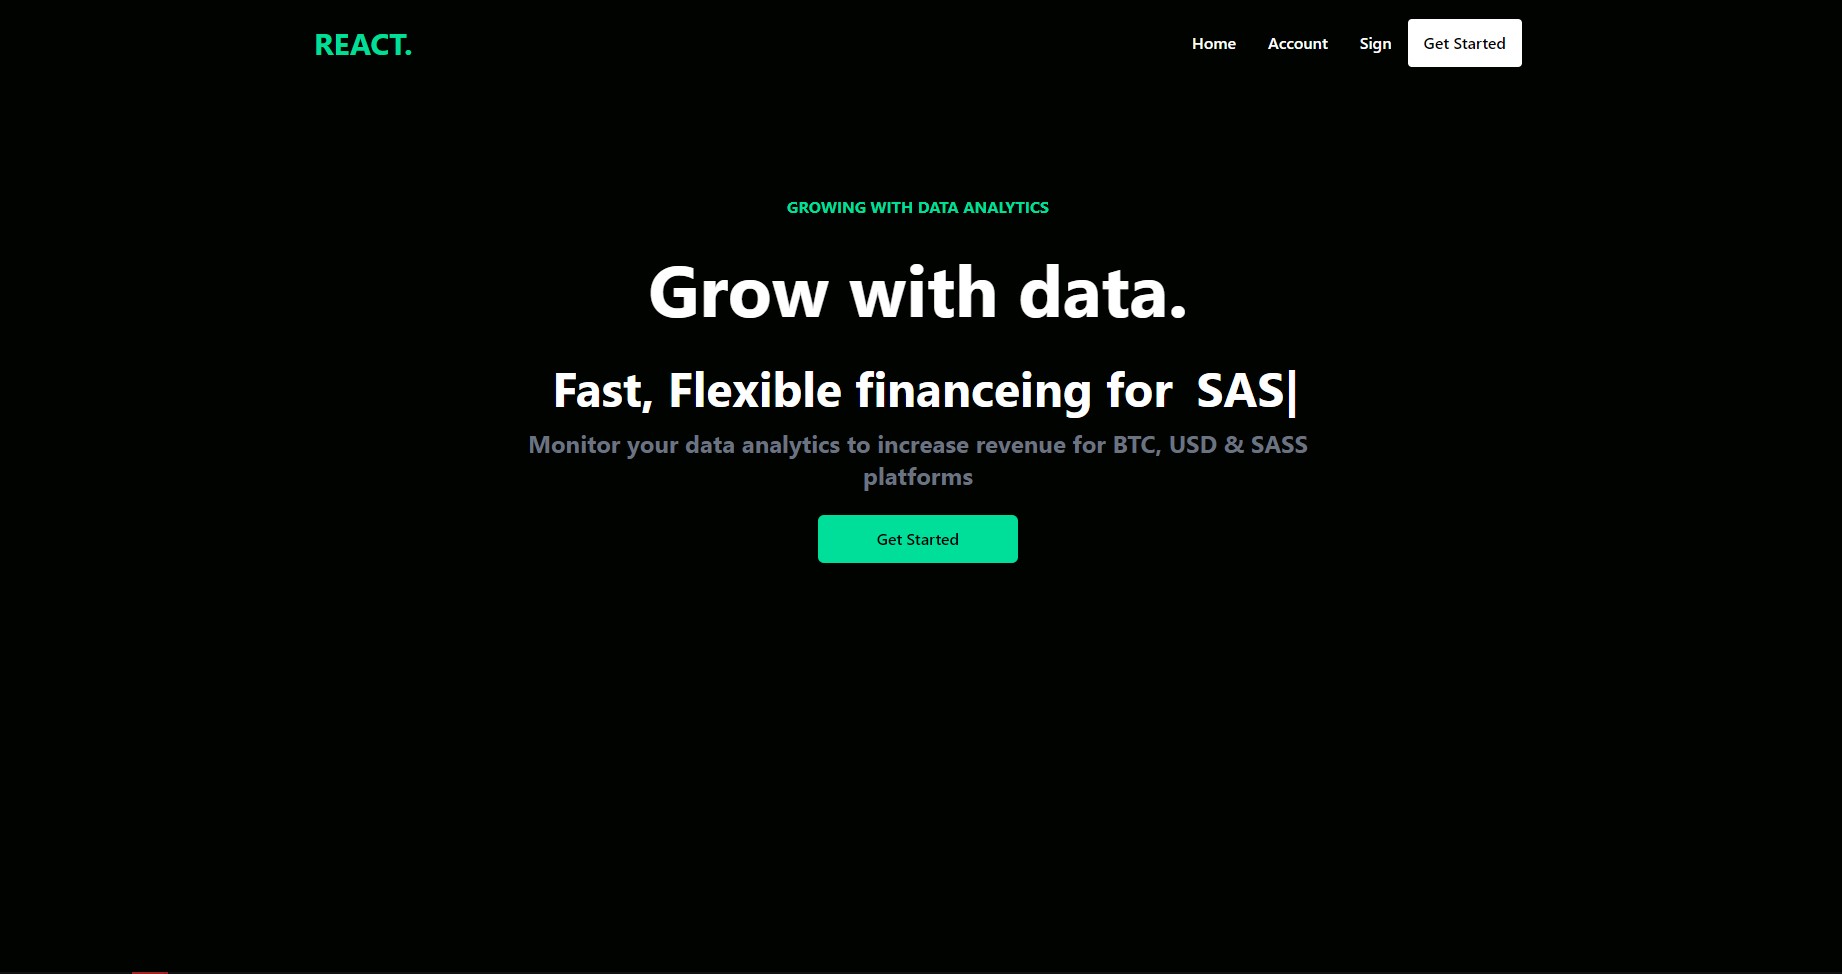 REACT.
Home Account Sign Get Started
GROWING WITH DATA ANALYTICS
Grow with data.
Fast, Flexible financeing for SAS|
Monitor your data analytics to increase revenue for BTC, USD & SASS
platforms
Get Started